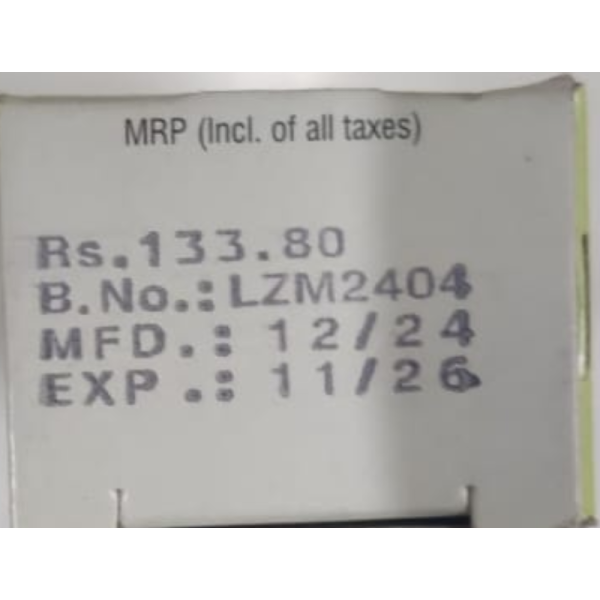 MRP (Incl. of all taxes)
Rs.133.80
B.No.:LZM2404
MFD.: 12/24
EXP.: 11/26